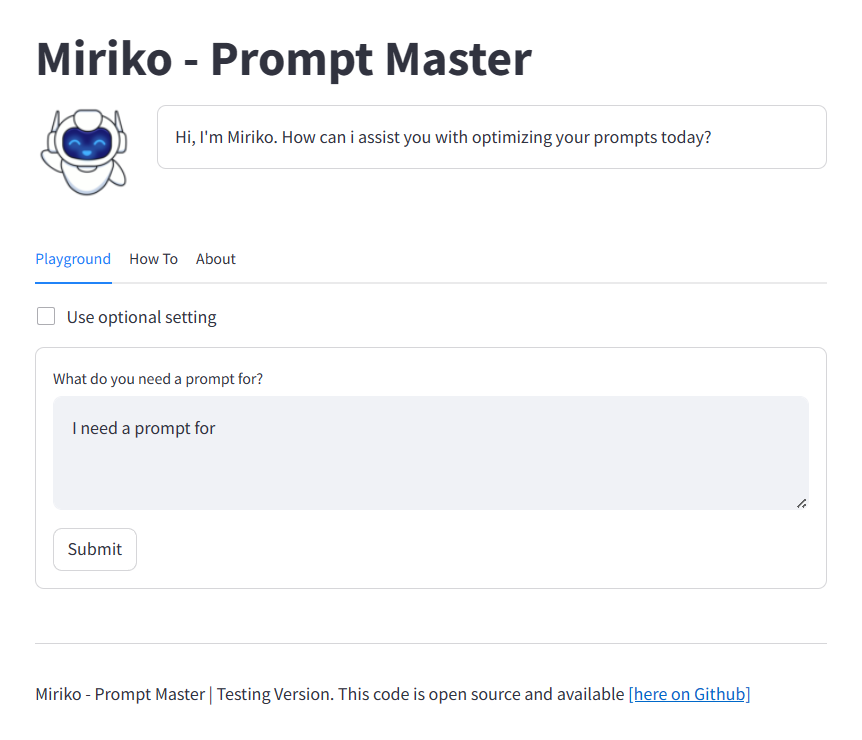 Miriko - Prompt Master
Hi, I'm Miriko. How can i assist you with optimizing your prompts today?
Playground How To About
Use optional setting
What do you need a prompt for?
I need a prompt for
Submit
Miriko - Prompt Master | Testing Version. This code is open source and available [here on Github]